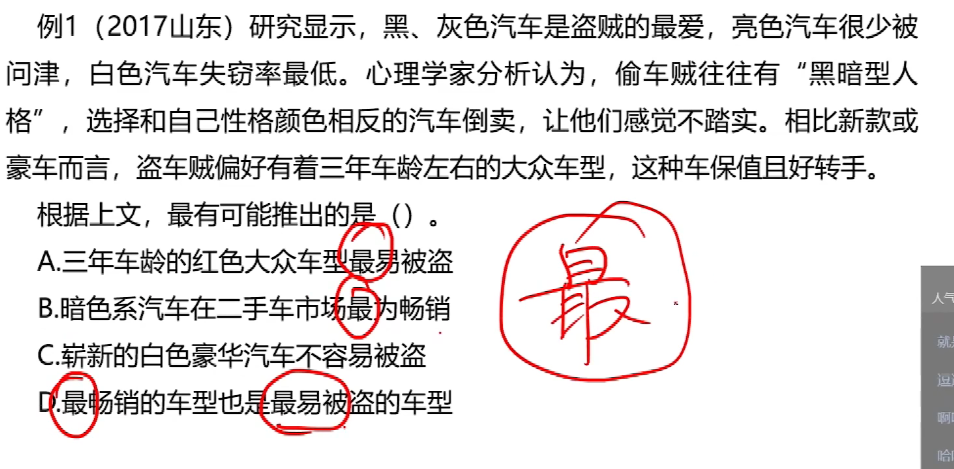 例1（2017山东）研究显示，黑、灰色汽车是盗贼的最爱，亮色汽车很少被
问津，白色汽车失窃率最低。心理学家分析认为，偷车贼往往有“黑暗型人
格”，选择和自己性格颜色相反的汽车倒卖，让他们感觉不踏实。相比新款或
豪车而言，盗车贼偏好有着三年车龄左右的大众车型，这种车保值且好转手。
根据上文，最有可能推出的是（）。
A.三年车龄的红色大众车型最易被盗
B.暗色系汽车在二手车市场最为畅销
C.崭新的白色豪华汽车不容易被盗
D.最畅销的车型也是最易被盗的车型
最
人气